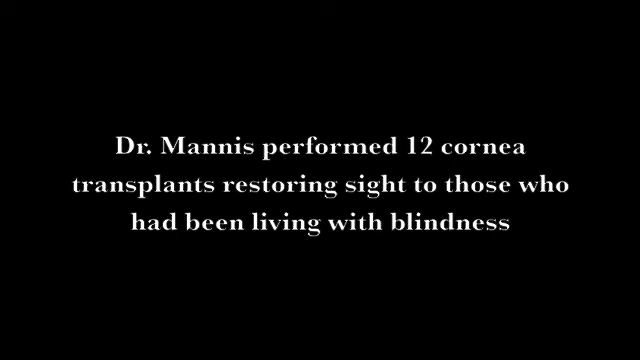 Dr. Mannis performed 12 cornea
transplants restoring sight to those who
had been living with blindness